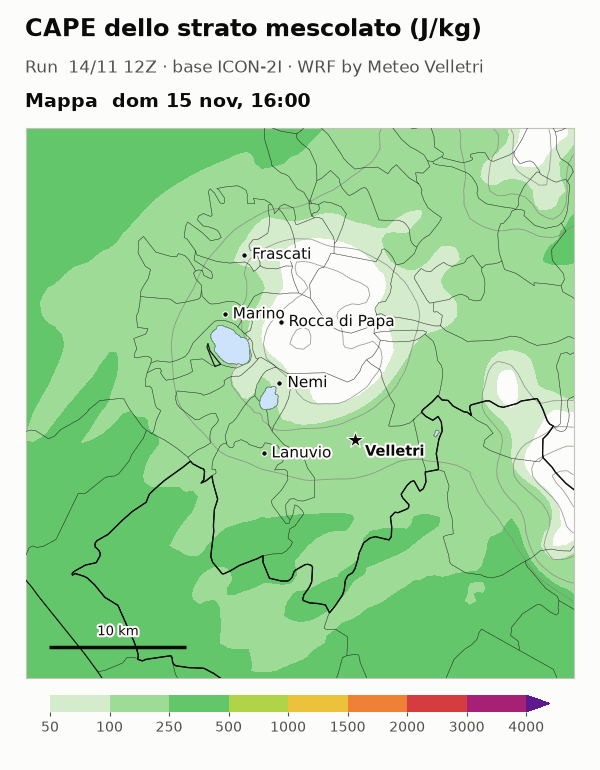 CAPE dello strato mescolato (J/kg)
Run  14/11 12Z · base ICON-2I · WRF by Meteo Velletri
Mappa  dom 15 nov, 16:00
Frascati
Marino
Rocca di Papa
Nemi
Velletri
Lanuvio
10 km
50 100 250 500 1000 1500 2000 3000 4000